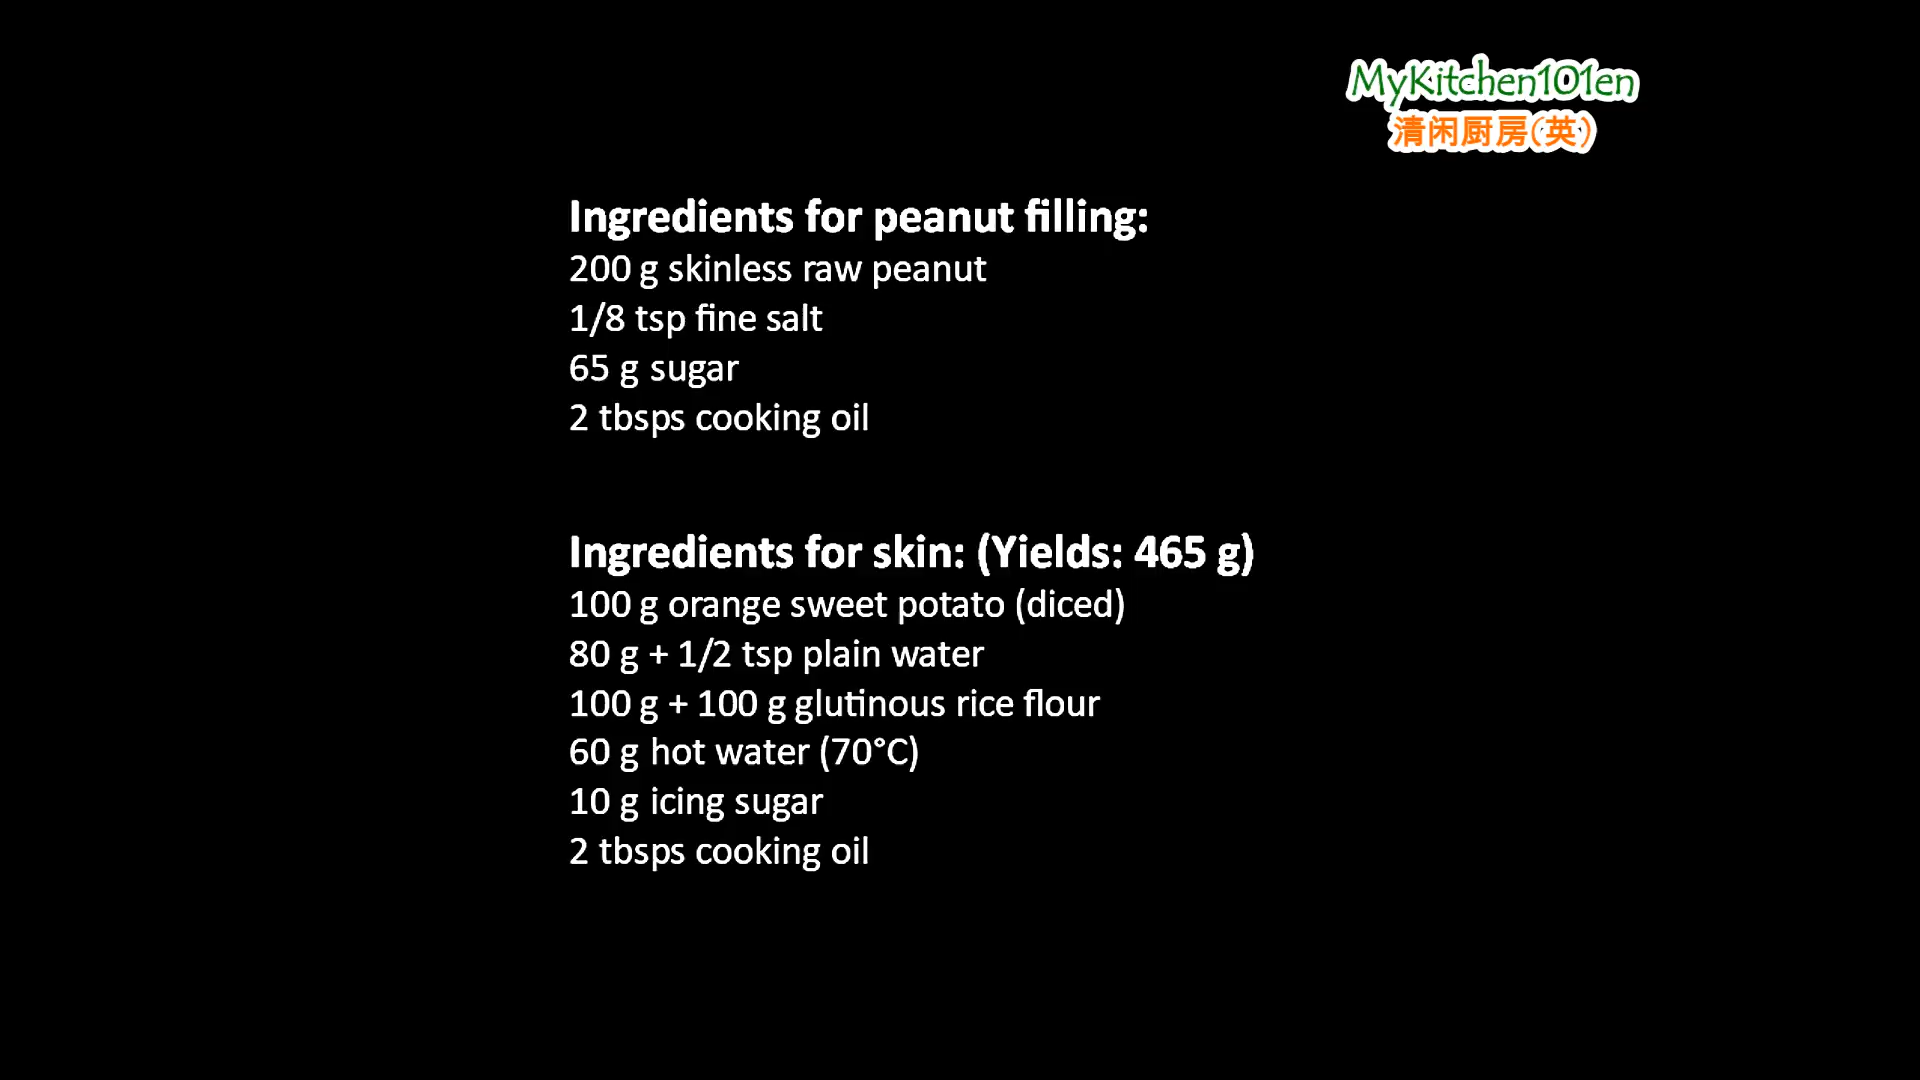 MyKitchen101en
清闲厨房(英)
Ingredients for peanut filling:
200 g skinless raw peanut
1/8 tsp fine salt
65 g sugar
2 tbsps cooking oil
Ingredients for skin: (Yields: 465 g)
100 g orange sweet potato (diced)
80 g + 1/2 tsp plain water
100 g + 100 g glutinous rice flour
60 g hot water (70°C)
10 g icing sugar
2 tbsps cooking oil